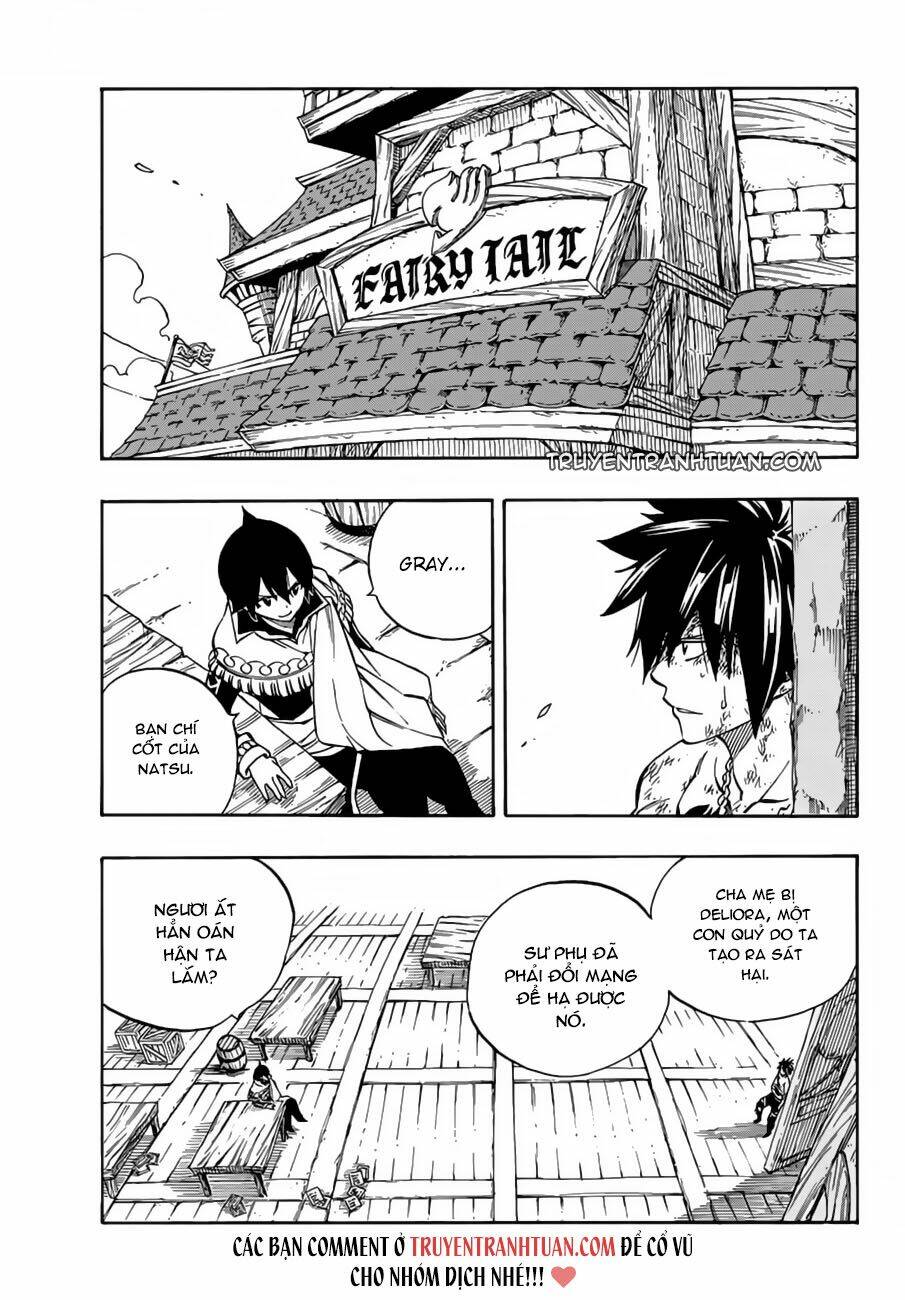 FAIRY TAIL
TRUYENTRANHTUAN.COM
GRAY...
BẠN CHÍ
CỐT CỦA
NATSU.
CHA MẸ BỊ
DELIORA, MỘT
CON QUỶ DO TA
TẠO RA SÁT
HẠI.
SƯ PHỤ ĐÃ
PHẢI ĐỔI MẠNG
ĐỂ HẠ ĐƯỢC
NÓ.
NGƯƠI ẤT
HẲN OÁN
HẬN TA
LẮM?
CÁC BẠN COMMENT Ở TRUYENTRANHTUAN.COM ĐỂ CỔ VŨ
CHO NHÓM DỊCH NHÉ!!! ❤